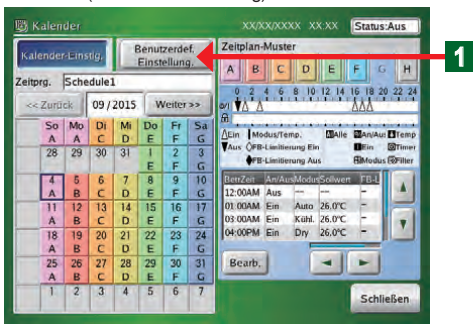 Kalender
XX/XX/XXXX XX:XX
Status:Aus
Kalender-Einstlg.
Benutzerdef.
Einstellung.
1
Zeitplan-Muster
A B C D E F G H
Zeitprg. Schedule1
0 2 4 6 8 10 12 14 16 18 20 22 24
<< Zurück 09 / 2015 Weiter >>
So Mo Di Mi Do Fr Sa
A A C D E F G
28 29 30 31 1 2 3
E F G
4 5 6 7 8 9 10
A B C D E F G
11 12 13 14 15 16 17
A B C D E F G
18 19 20 21 22 23 24
A B C D E F G
25 26 27 28 29 30 31
A B C D E F G
1 2 3 4 5 6 7
Ein Modus/Temp. Alle An/Aus Temp
Aus FB-Limitierung Ein Ein Timer
FB-Limitierung Aus Modus Filter
BetrZeit An/Aus Modus Sollwert FB-L
12:00AM Aus --- --- –
01:00AM Ein Auto 26,0°C –
03:00AM Ein Kühl. 26,0°C –
04:00PM Ein Dry 26,0°C –
Bearb.
Schließen